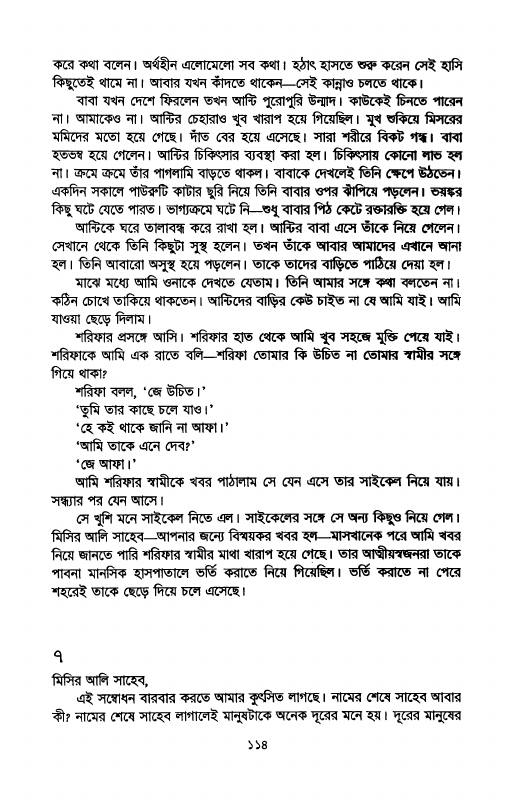 করে কথা বলেন। অর্থহীন এলোমেলো সব কথা। হঠাৎ হাসতে শুরু করেন সেই হাসি
কিছুতেই থামে না। আবার যখন কাঁদতে থাকেন—সেই কান্নাও চলতে থাকে।
বাবা যখন দেশে ফিরলেন তখন আন্টি পুরোপুরি উন্মাদ। কাউকেই চিনতে পারেন
না। আমাকেও না। আন্টির চেহারাও খুব খারাপ হয়ে গিয়েছিল। মুখ শুকিয়ে মিসরের
মমিদের মতো হয়ে গেছে। দাঁত বের হয়ে এসেছে। সারা শরীরে বিকট গন্ধ। বাবা
হতভম্ব হয়ে গেলেন। আন্টির চিকিৎসার ব্যবস্থা করা হল। চিকিৎসায় কোনো লাভ হল
না। ক্রমে ক্রমে তাঁর পাগলামি বাড়তে থাকল। বাবাকে দেখলেই তিনি ক্ষেপে উঠতেন।
একদিন সকালে পাউরুটি কাটার ছুরি নিয়ে তিনি বাবার ওপর ঝাঁপিয়ে পড়লেন। ভয়ঙ্কর
কিছু ঘটে যেতে পারত। ভাগ্যক্রমে ঘটে নি—শুধু বাবার পিঠ কেটে রক্তারক্তি হয়ে গেল।
আন্টিকে ঘরে তালাবন্ধ করে রাখা হল। আন্টির বাবা এসে তাঁকে নিয়ে গেলেন।
সেখানে থেকে তিনি কিছুটা সুস্থ হলেন। তখন তাঁকে আবার আমাদের এখানে আনা
হল। তিনি আবারো অসুস্থ হয়ে পড়লেন। তাকে তাদের বাড়িতে পাঠিয়ে দেয়া হল।
মাঝে মধ্যে আমি ওনাকে দেখতে যেতাম। তিনি আমার সঙ্গে কথা বলতেন না।
কঠিন চোখে তাকিয়ে থাকতেন। আন্টিদের বাড়ির কেউ চাইত না যে আমি যাই। আমি
যাওয়া ছেড়ে দিলাম।
শরিফার প্রসঙ্গে আসি। শরিফার হাত থেকে আমি খুব সহজে মুক্তি পেয়ে যাই।
শরিফাকে আমি এক রাতে বলি—শরিফা তোমার কি উচিত না তোমার স্বামীর সঙ্গে
গিয়ে থাকা?
শরিফা বলল, ‘জে উচিত।’
‘তুমি তার কাছে চলে যাও।’
‘হে কই থাকে জানি না আফা।’
‘আমি তাকে এনে দেব?’
‘জে আফা।’
আমি শরিফার স্বামীকে খবর পাঠালাম সে যেন এসে তার সাইকেল নিয়ে যায়।
সন্ধ্যার পর যেন আসে।
সে খুশি মনে সাইকেল নিতে এল। সাইকেলের সঙ্গে সে অন্য কিছুও নিয়ে গেল।
মিসির আলি সাহেব—আপনার জন্যে বিস্ময়কর খবর হল—মাসখানেক পরে আমি খবর
নিয়ে জানতে পারি শরিফার স্বামীর মাথা খারাপ হয়ে গেছে। তার আত্মীয়স্বজনরা তাকে
পাবনা মানসিক হাসপাতালে ভর্তি করাতে নিয়ে গিয়েছিল। ভর্তি করাতে না পেরে
শহরেই তাকে ছেড়ে দিয়ে চলে এসেছে।
৭
মিসির আলি সাহেব,
এই সম্বোধন বারবার করতে আমার কুৎসিত লাগছে। নামের শেষে সাহেব আবার
কী? নামের শেষে সাহেব লাগালেই মানুষটাকে অনেক দূরের মনে হয়। দূরের মানুষের
১১৪